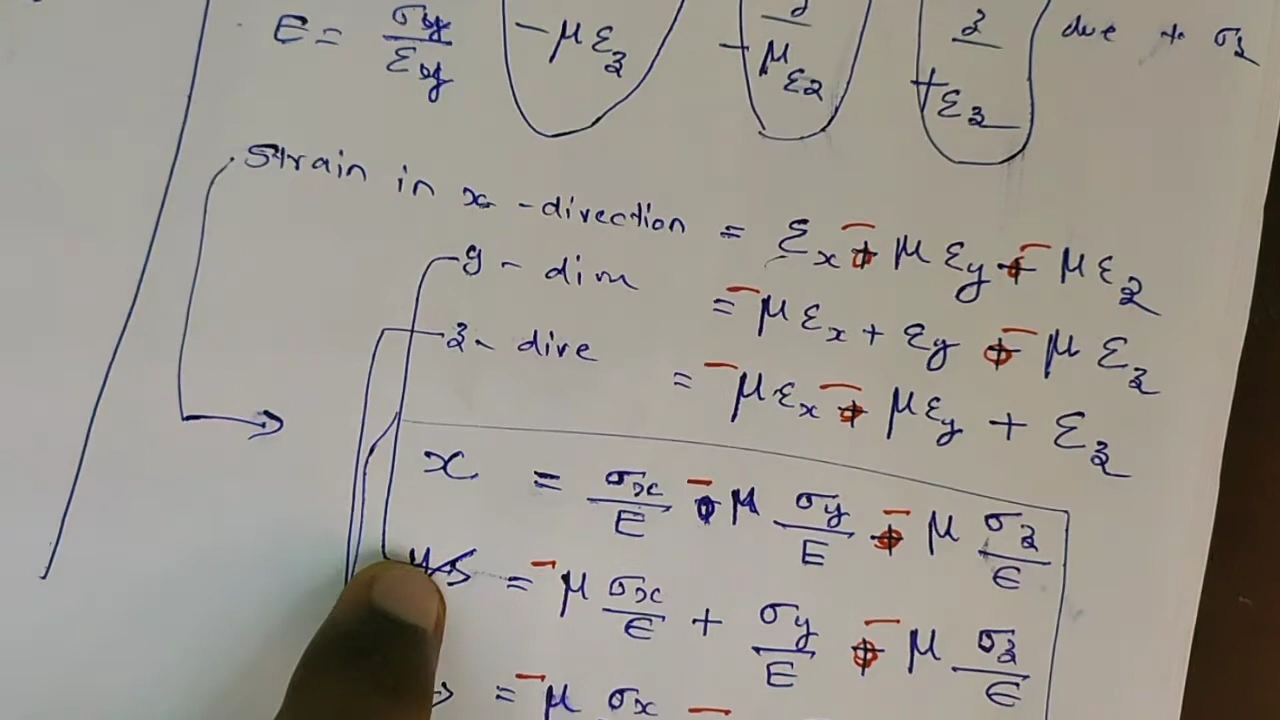 E = σy/εy - μεz - μεz + εz due to σz
Strain in x - direction = εx - μεy - μεz
y - dirn = - μεx + εy - μεz
z - dire = - μεx - μεy + εz
x = σx/E - μ σy/E - μ σz/E
= - μ σx/E + σy/E - μ σz/E
= - μ σx -